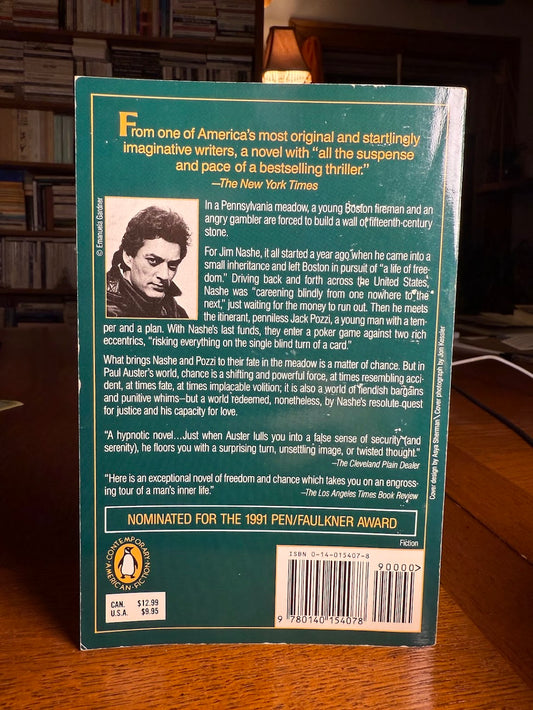 From one of America's most original and startlingly
imaginative writers, a novel with "all the suspense
and pace of a bestselling thriller."
—The New York Times
© Emanuela Gardner
In a Pennsylvania meadow, a young Boston fireman and an
angry gambler are forced to build a wall of fifteenth-century
stone.
For Jim Nashe, it all started a year ago when he came into a
small inheritance and left Boston in pursuit of "a life of free-
dom." Driving back and forth across the United States,
Nashe was "careening blindly from one nowhere to the
next," just waiting for the money to run out. Then he meets
the itinerant, penniless Jack Pozzi, a young man with a tem-
per and a plan. With Nashe's last funds, they enter a poker game against two rich
eccentrics, "risking everything on the single blind turn of a card."
What brings Nashe and Pozzi to their fate in the meadow is a matter of chance. But in
Paul Auster's world, chance is a shifting and powerful force, at times resembling acci-
dent, at times fate, at times implacable volition; it is also a world of fiendish bargains
and punitive whims—but a world redeemed, nonetheless, by Nashe's resolute quest
for justice and his capacity for love.
"A hypnotic novel...Just when Auster lulls you into a false sense of security (and
serenity), he floors you with a surprising turn, unsettling image, or twisted thought."
—The Cleveland Plain Dealer
"Here is an exceptional novel of freedom and chance which takes you on an engross-
ing tour of a man's inner life."
—The Los Angeles Times Book Review
Cover design by Asya Sherman \ Cover photograph by Jon Kessler
NOMINATED FOR THE 1991 PEN/FAULKNER AWARD
Fiction
CONTEMPORARY
AMERICAN·FICTION
CAN. $12.99
U.S.A. $9.95
ISBN 0-14-015407-8
90000>
9 780140 154078